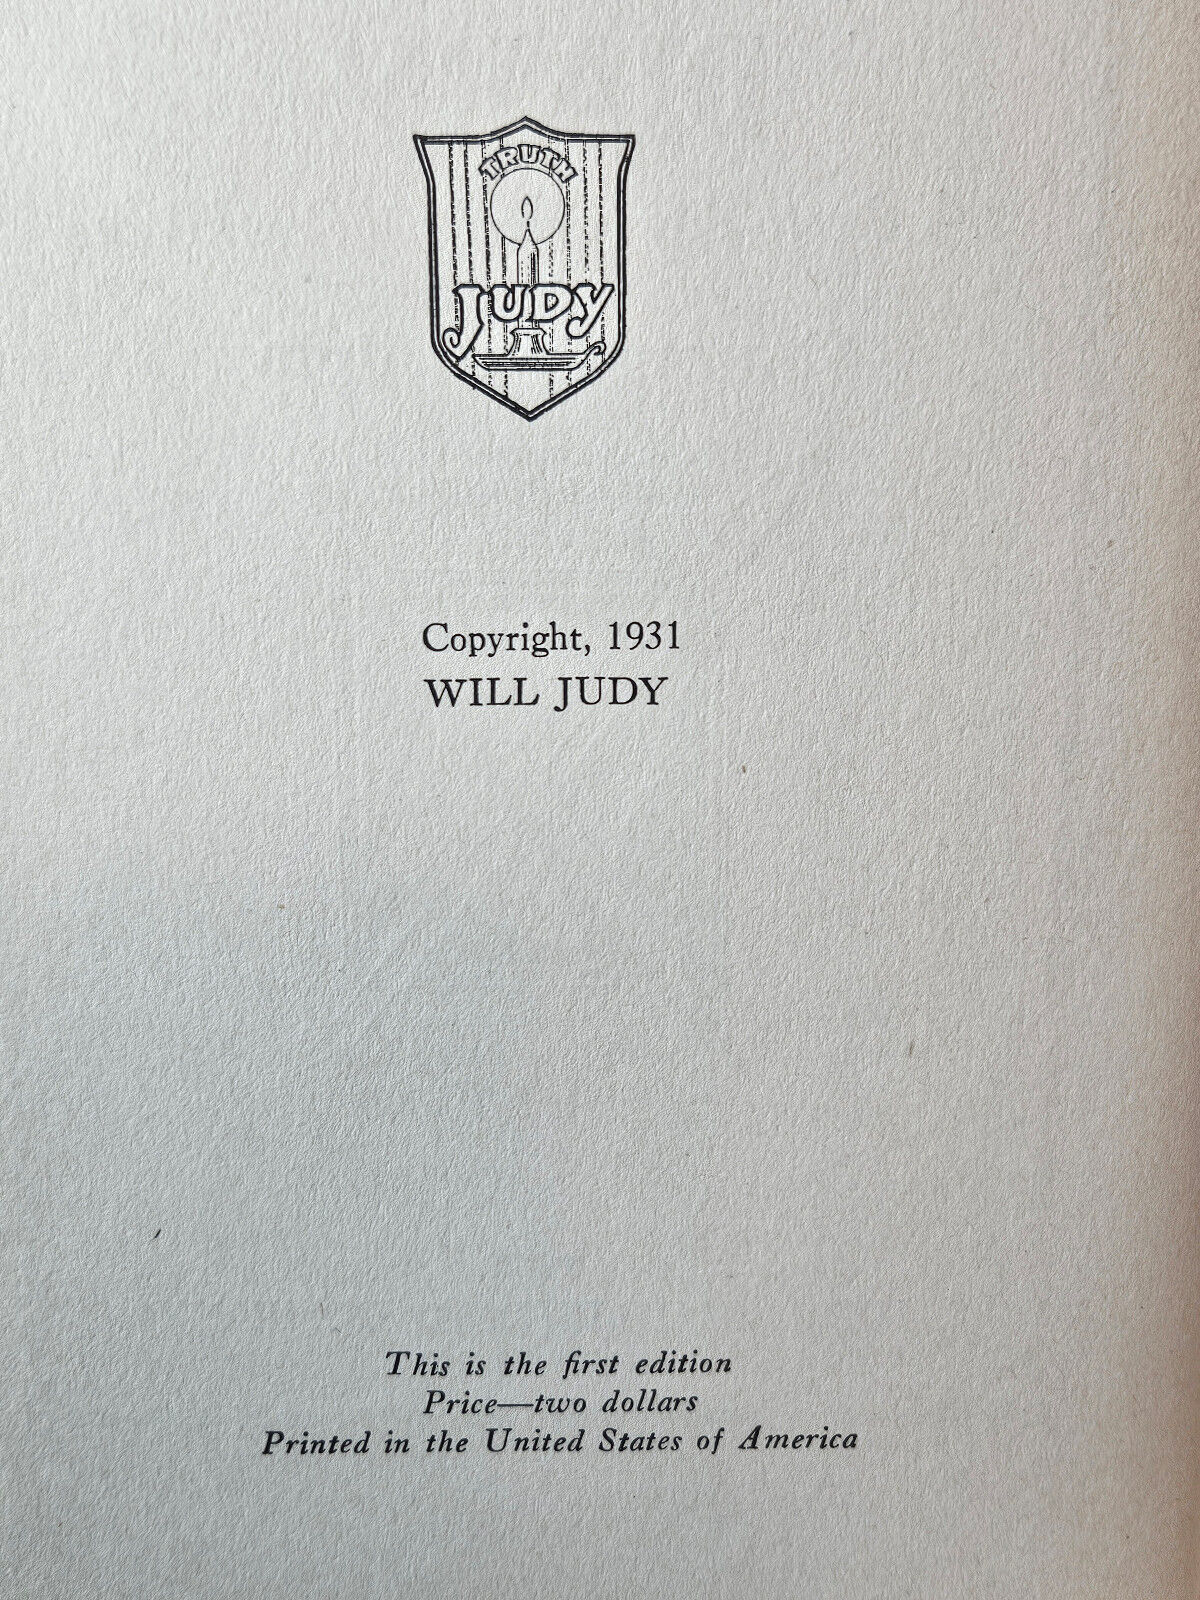 TRUTH
JUDY
Copyright, 1931
WILL JUDY
This is the first edition
Price—two dollars
Printed in the United States of America